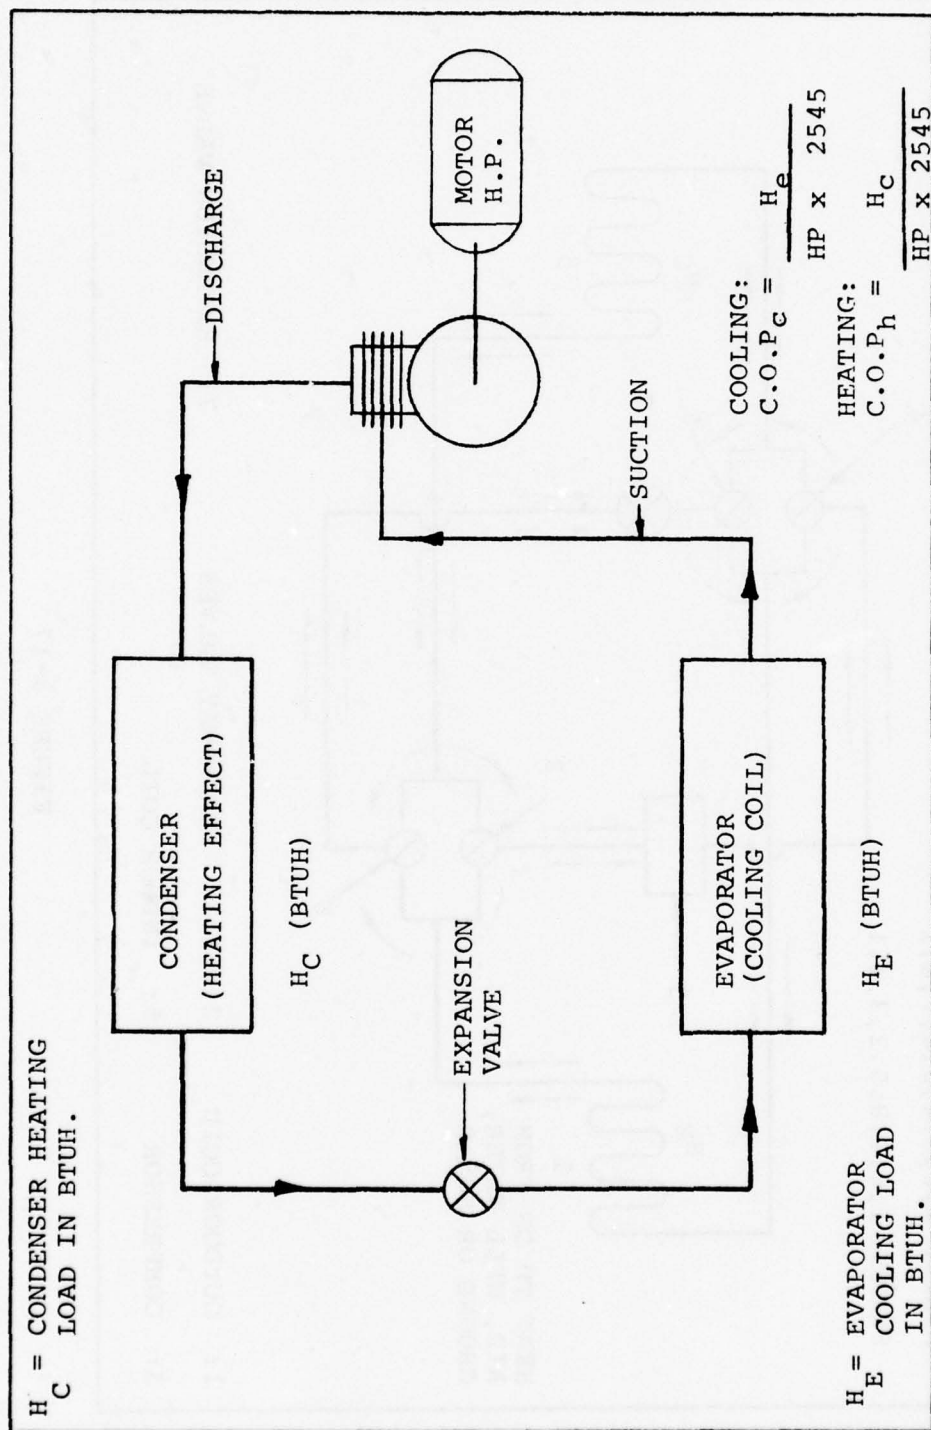 H_C = CONDENSER HEATING
LOAD IN BTUH.
DISCHARGE
CONDENSER
(HEATING EFFECT)
H_C (BTUH)
MOTOR
H.P.
EXPANSION
VALVE
SUCTION
EVAPORATOR
(COOLING COIL)
H_E (BTUH)
H_E = EVAPORATOR
COOLING LOAD
IN BTUH.
COOLING:
C.O.P_c = H_e
HP x 2545
HEATING:
C.O.P_h = H_c
HP x 2545